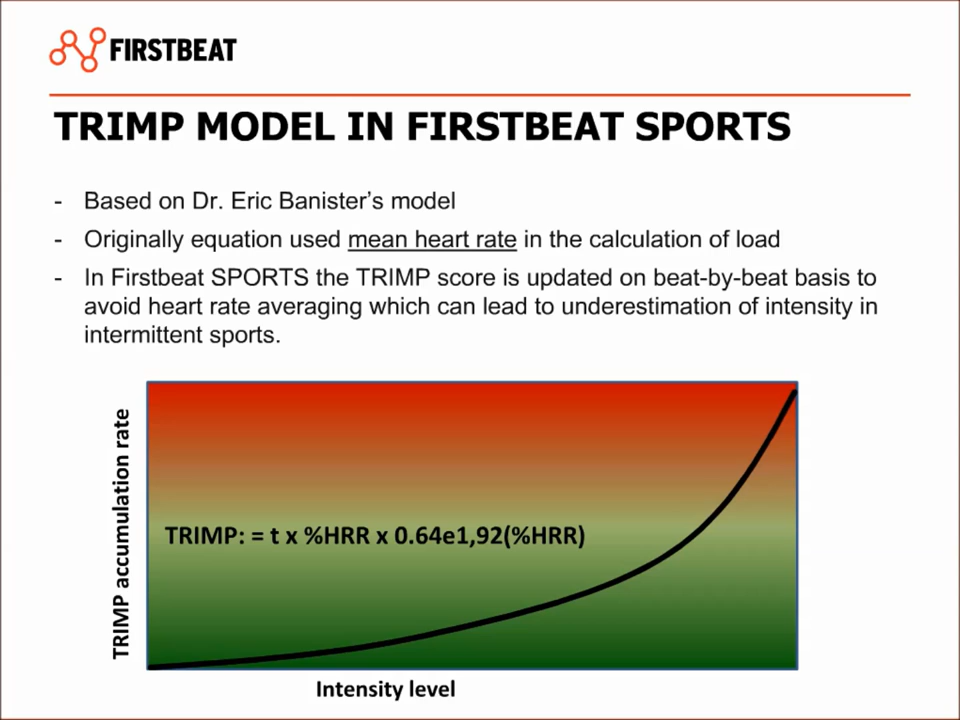 FIRSTBEAT
TRIMP MODEL IN FIRSTBEAT SPORTS
- Based on Dr. Eric Banister’s model
- Originally equation used mean heart rate in the calculation of load
- In Firstbeat SPORTS the TRIMP score is updated on beat-by-beat basis to
avoid heart rate averaging which can lead to underestimation of intensity in
intermittent sports.
TRIMP accumulation rate
TRIMP: = t x %HRR x 0.64e1,92(%HRR)
Intensity level